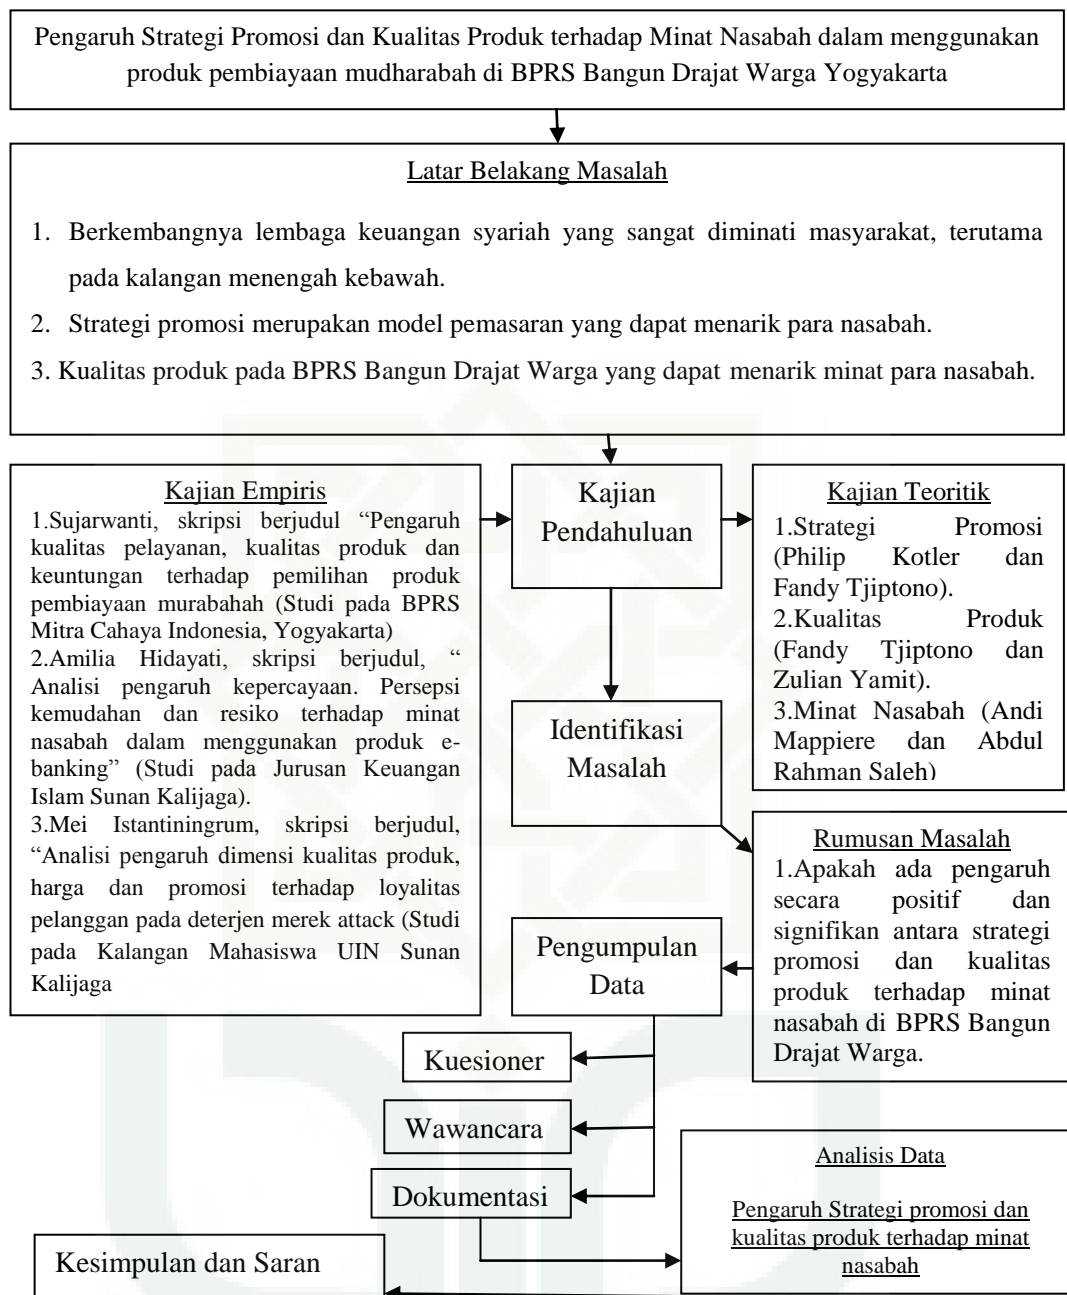 Pengaruh Strategi Promosi dan Kualitas Produk terhadap Minat Nasabah dalam menggunakan
produk pembiayaan mudharabah di BPRS Bangun Drajat Warga Yogyakarta
Latar Belakang Masalah
1. Berkembangnya lembaga keuangan syariah yang sangat diminati masyarakat, terutama
pada kalangan menengah kebawah.
2. Strategi promosi merupakan model pemasaran yang dapat menarik para nasabah.
3. Kualitas produk pada BPRS Bangun Drajat Warga yang dapat menarik minat para nasabah.
Kajian Empiris
1.Sujarwanti, skripsi berjudul “Pengaruh
kualitas pelayanan, kualitas produk dan
keuntungan terhadap pemilihan produk
pembiayaan murabahah (Studi pada BPRS
Mitra Cahaya Indonesia, Yogyakarta)
2.Amilia Hidayati, skripsi berjudul, “
Analisi pengaruh kepercayaan. Persepsi
kemudahan dan resiko terhadap minat
nasabah dalam menggunakan produk e-
banking” (Studi pada Jurusan Keuangan
Islam Sunan Kalijaga).
3.Mei Istantiningrum, skripsi berjudul,
“Analisi pengaruh dimensi kualitas produk,
harga dan promosi terhadap loyalitas
pelanggan pada deterjen merek attack (Studi
pada Kalangan Mahasiswa UIN Sunan
Kalijaga
Kajian
Pendahuluan
Kajian Teoritik
1.Strategi Promosi
(Philip Kotler dan
Fandy Tjiptono).
2.Kualitas Produk
(Fandy Tjiptono dan
Zulian Yamit).
3.Minat Nasabah (Andi
Mappiere dan Abdul
Rahman Saleh)
Identifikasi
Masalah
Rumusan Masalah
1.Apakah ada pengaruh
secara positif dan
signifikan antara strategi
promosi dan kualitas
produk terhadap minat
nasabah di BPRS Bangun
Drajat Warga.
Pengumpulan
Data
Kuesioner
Wawancara
Dokumentasi
Analisis Data
Pengaruh Strategi promosi dan
kualitas produk terhadap minat
nasabah
Kesimpulan dan Saran